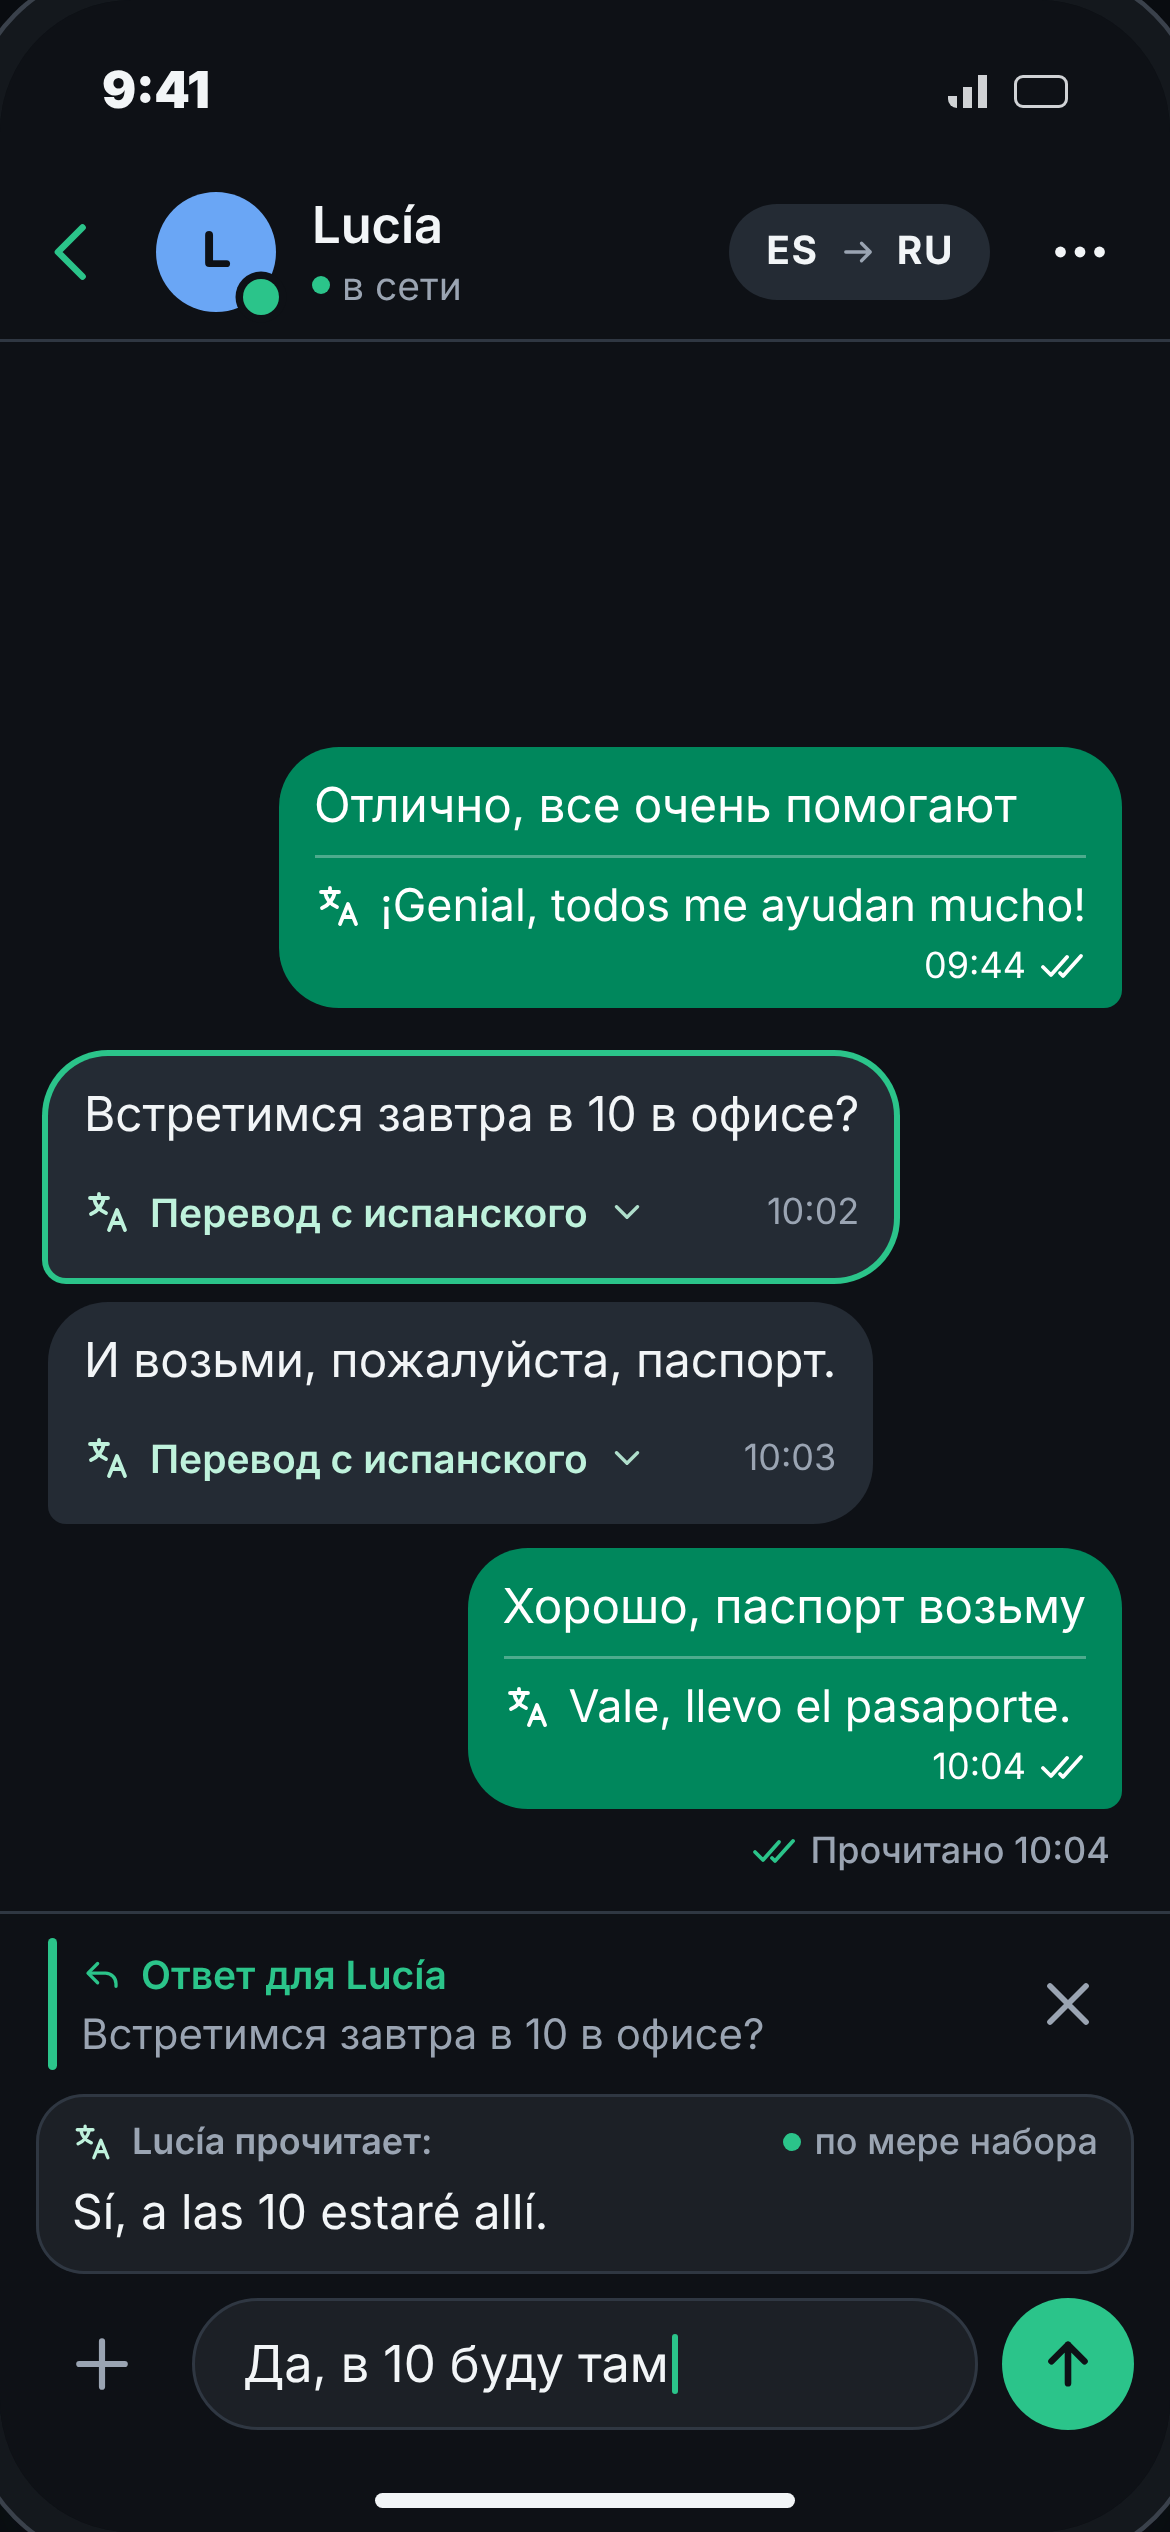 9:41
L
Lucía
в сети
ES → RU
Отлично, все очень помогают
¡Genial, todos me ayudan mucho!
09:44
Встретимся завтра в 10 в офисе?
Перевод с испанского
10:02
И возьми, пожалуйста, паспорт.
Перевод с испанского
10:03
Хорошо, паспорт возьму
Vale, llevo el pasaporte.
10:04
Прочитано 10:04
Ответ для Lucía
Встретимся завтра в 10 в офисе?
Lucía прочитает:
по мере набора
Sí, a las 10 estaré allí.
Да, в 10 буду там